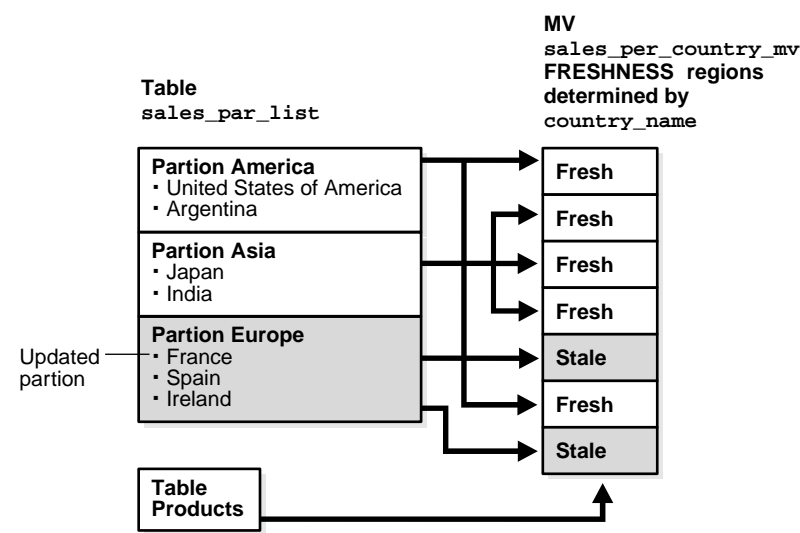 MV
sales_per_country_mv
FRESHNESS regions
determined by
country_name
Table
sales_par_list
Partion America
· United States of America
· Argentina
Partion Asia
· Japan
· India
Partion Europe
· France
· Spain
· Ireland
Updated
partion
Fresh
Fresh
Fresh
Fresh
Stale
Fresh
Stale
Table
Products